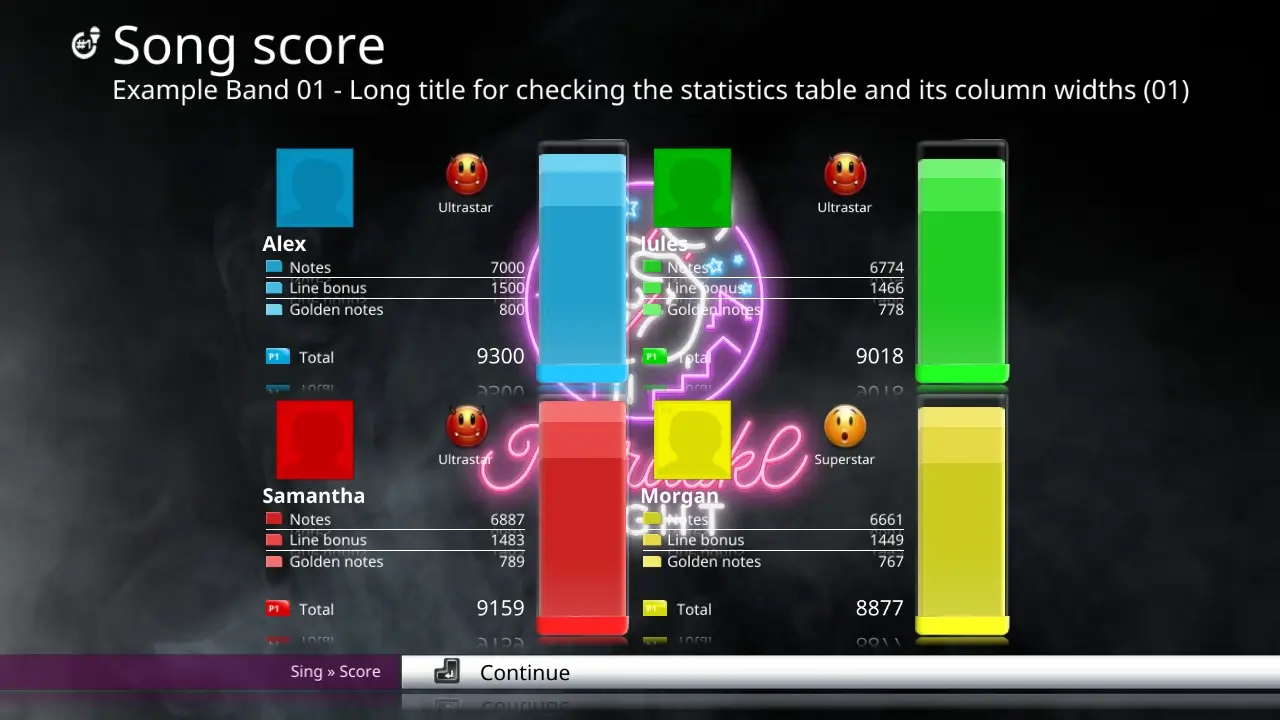 Song score
Example Band 01 - Long title for checking the statistics table and its column widths (01)
Ultrastar
Alex
Notes 7000
Line bonus 1500
Golden notes 800
P1 Total 9300
Ultrastar
Jules
Notes 6774
Line bonus 1466
Golden notes 778
P1 Total 9018
Ultrastar
Samantha
Notes 6887
Line bonus 1483
Golden notes 789
P1 Total 9159
Superstar
Morgan
Notes 6661
Line bonus 1449
Golden notes 767
P1 Total 8877
Sing » Score
Continue